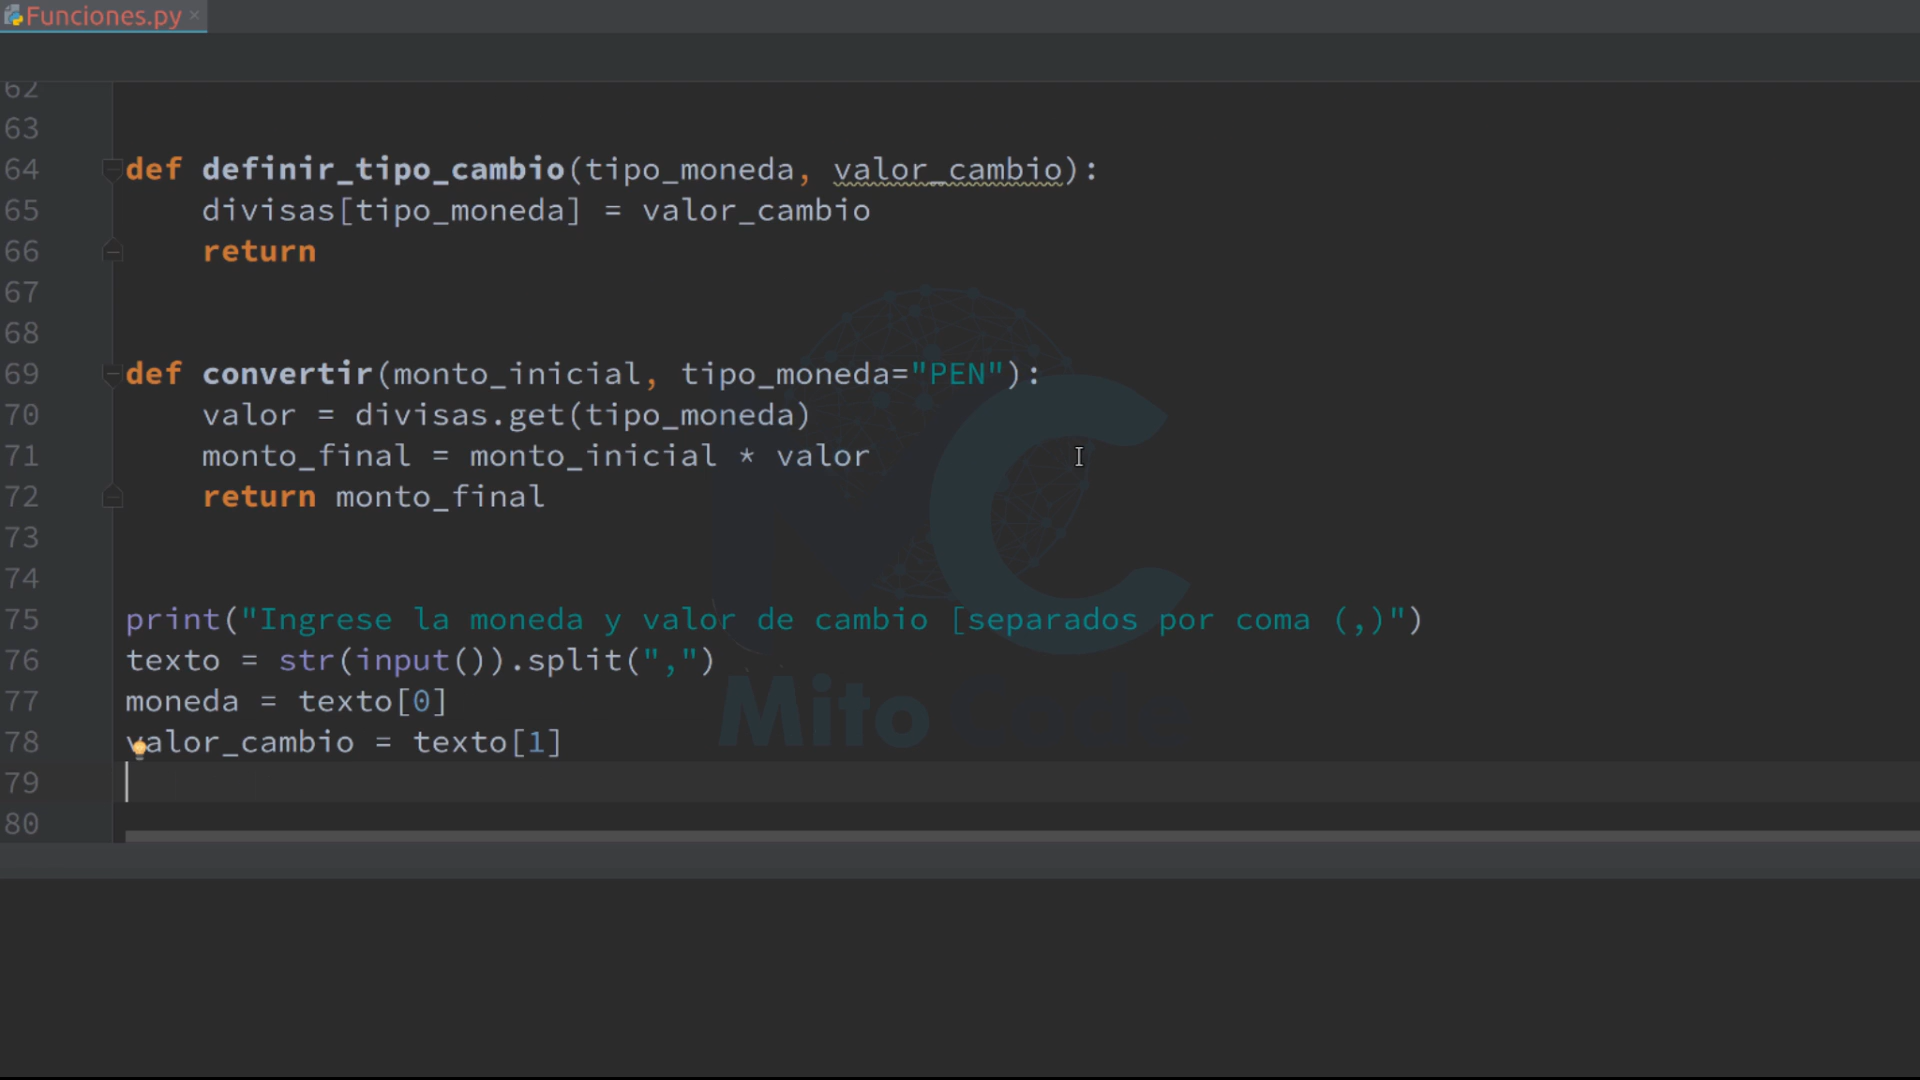 Funciones.py
62
63
64 def definir_tipo_cambio(tipo_moneda, valor_cambio):
65 divisas[tipo_moneda] = valor_cambio
66 return
67
68
69 def convertir(monto_inicial, tipo_moneda="PEN"):
70 valor = divisas.get(tipo_moneda)
71 monto_final = monto_inicial * valor
72 return monto_final
73
74
75 print("Ingrese la moneda y valor de cambio [separados por coma (,)")
76 texto = str(input()).split(",")
77 moneda = texto[0]
78 valor_cambio = texto[1]
79
80
Mito